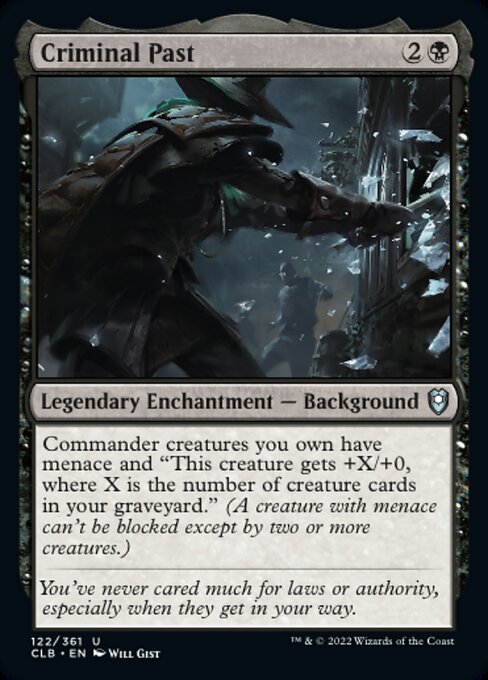 Criminal Past 2
Legendary Enchantment — Background
Commander creatures you own have
menace and “This creature gets +X/+0,
where X is the number of creature cards
in your graveyard.” (A creature with menace
can’t be blocked except by two or more
creatures.)
You’ve never cared much for laws or authority,
especially when they get in your way.
122/361 U
CLB • EN Will Gist
™ & © 2022 Wizards of the Coast